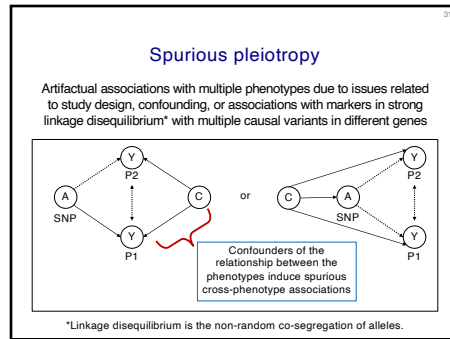 Spurious pleiotropy
Artifactual associations with multiple phenotypes due to issues related
to study design, confounding, or associations with markers in strong
linkage disequilibrium* with multiple causal variants in different genes
Y
P2
A
SNP
C
Y
P1
or
Y
P2
C
A
SNP
Y
P1
Confounders of the
relationship between the
phenotypes induce spurious
cross-phenotype associations
*Linkage disequilibrium is the non-random co-segregation of alleles.